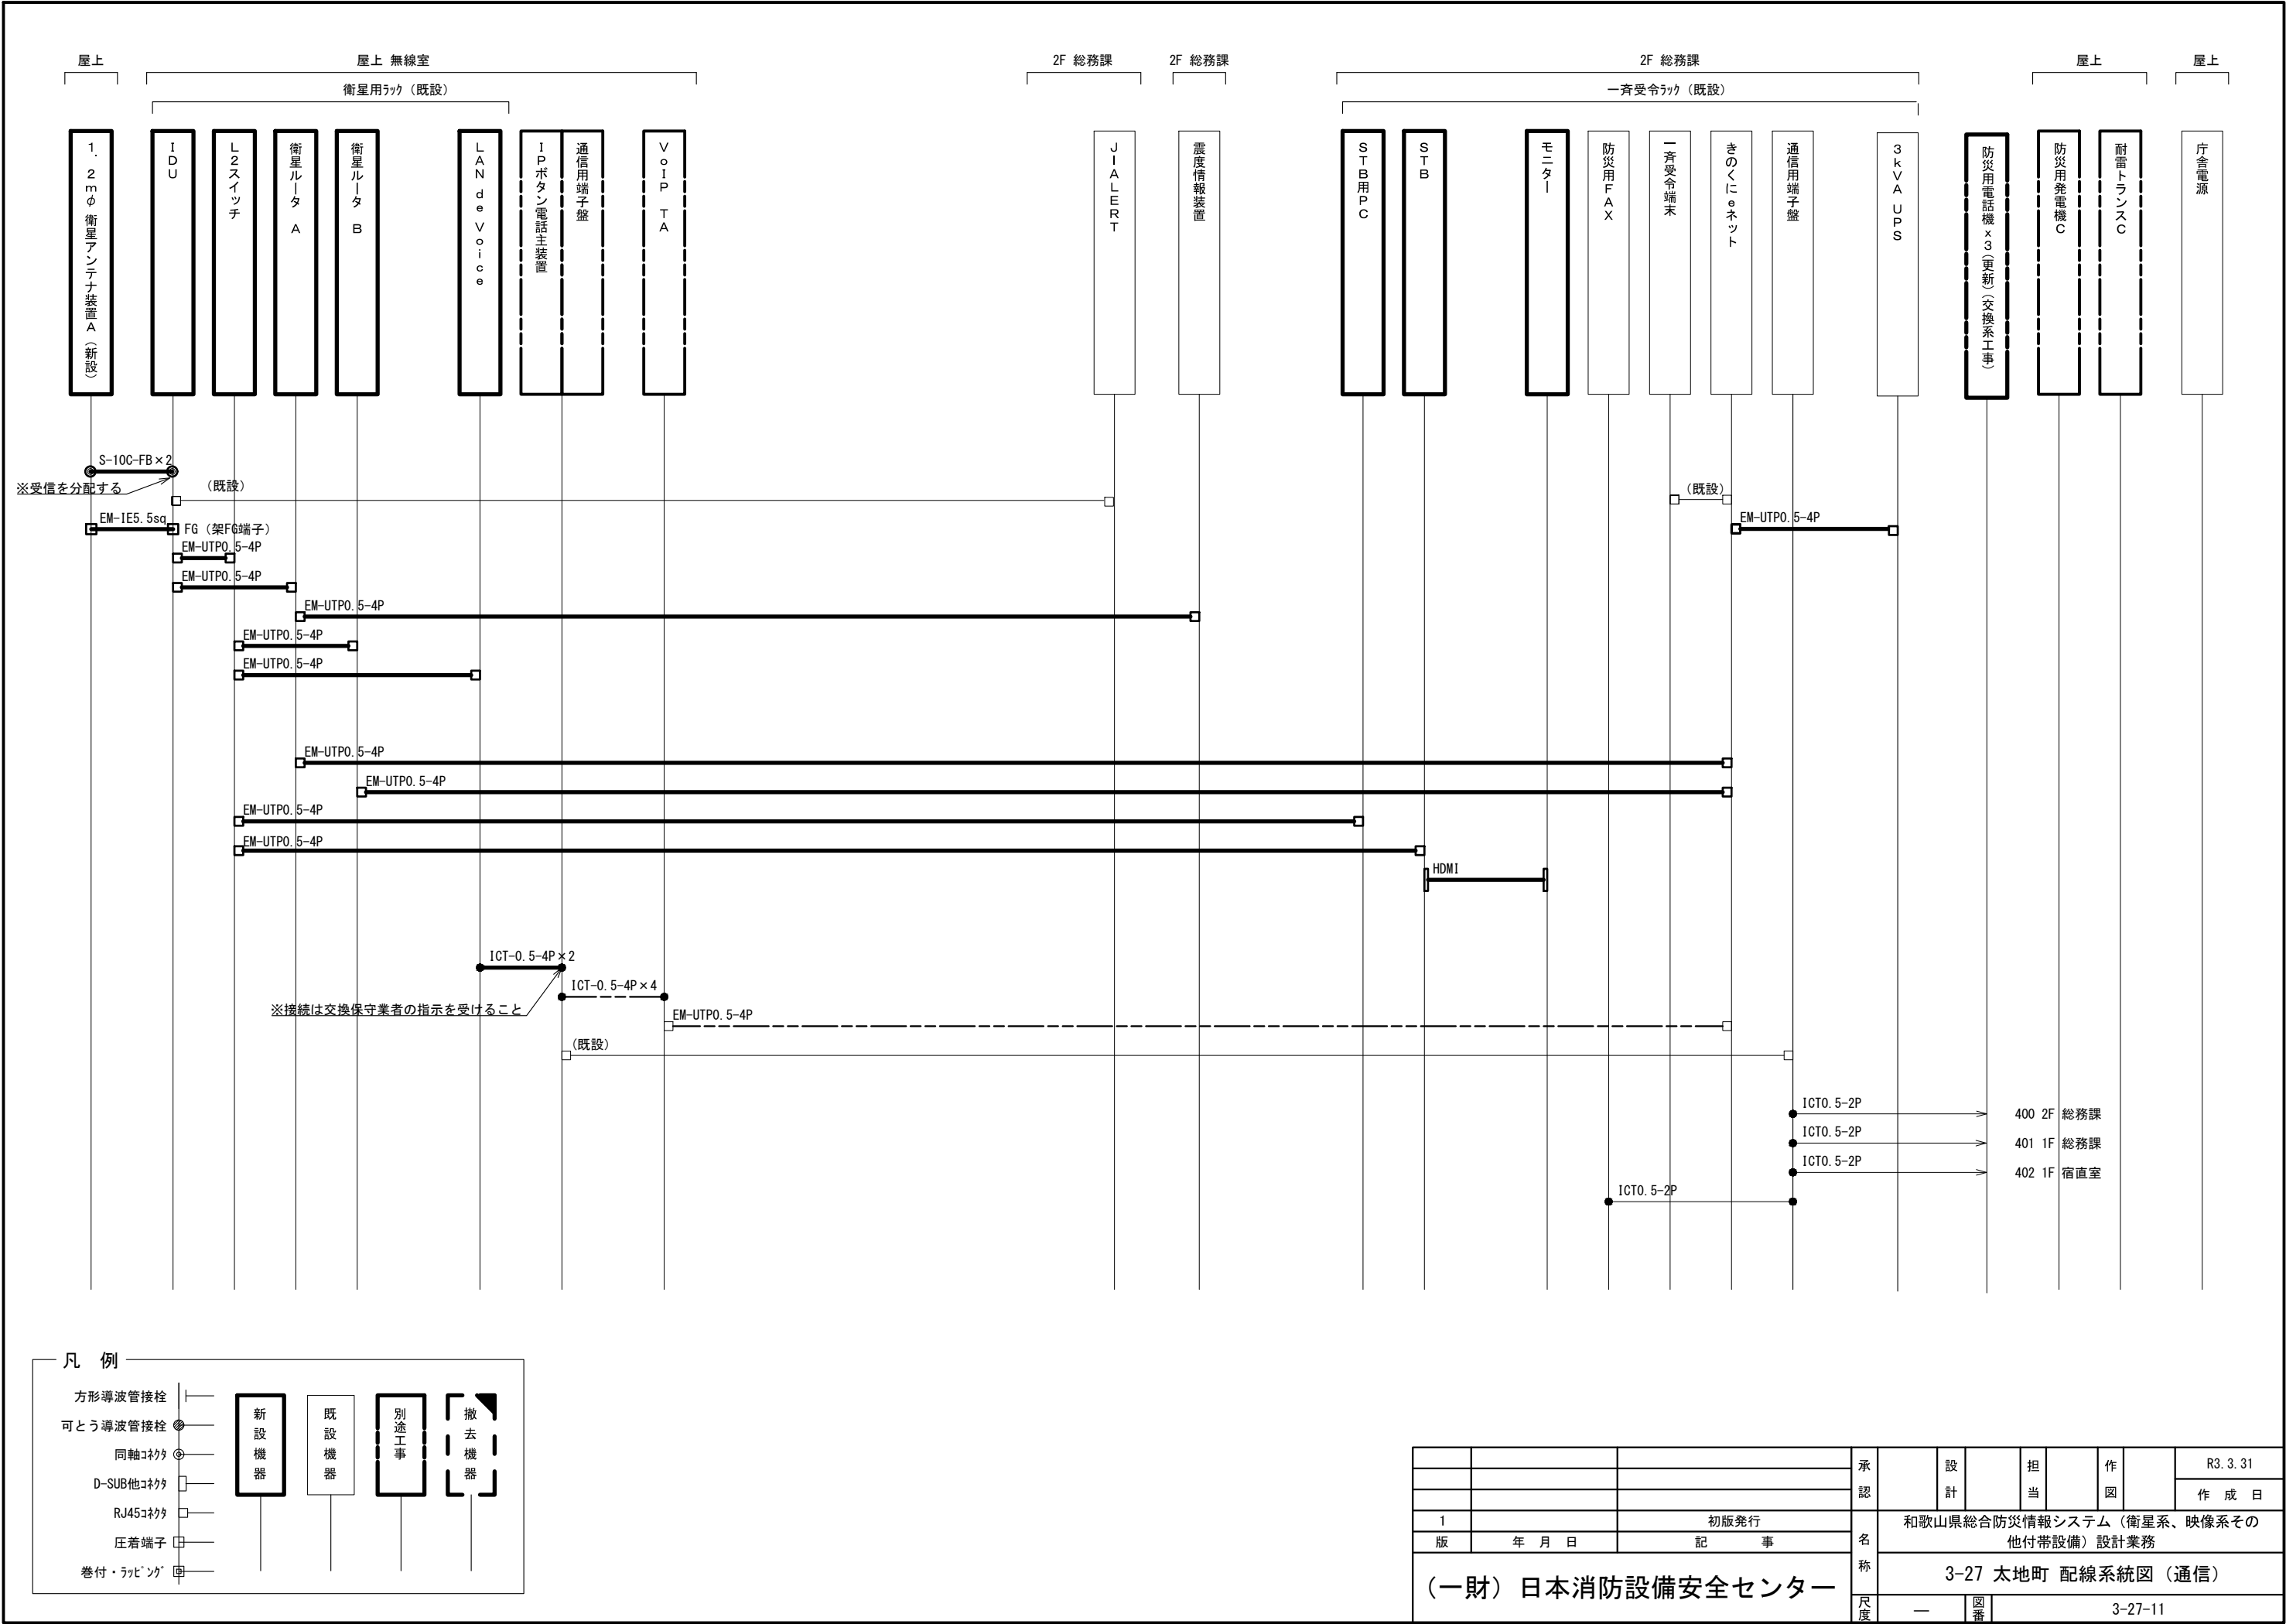 屋上
屋上 無線室
2F 総務課
2F 総務課
2F 総務課
屋上
屋上
衛星用ﾗｯｸ（既設）
一斉受令ﾗｯｸ（既設）
１．２ｍφ 衛星アンテナ装置Ａ（新設）
ＩＤＵ
Ｌ２スイッチ
衛星ルータ Ａ
衛星ルータ Ｂ
ＬＡＮ ｄｅ Ｖｏｉｃｅ
ＩＰボタン電話主装置
通信用端子盤
ＶｏＩＰ ＴＡ
Ｊ｜ＡＬＥＲＴ
震度情報装置
ＳＴＢ用ＰＣ
ＳＴＢ
モニター
防災用ＦＡＸ
一斉受令端末
きのくにｅネット
通信用端子盤
３ｋＶＡ ＵＰＳ
防災用電話機ｘ３（更新）（交換系工事）
防災用発電機Ｃ
耐雷トランスＣ
庁舎電源
S-10C-FB×2
※受信を分配する
（既設）
（既設）
EM-IE5.5sq
FG（架FG端子）
EM-UTP0.5-4P
EM-UTP0.5-4P
EM-UTP0.5-4P
EM-UTP0.5-4P
EM-UTP0.5-4P
EM-UTP0.5-4P
EM-UTP0.5-4P
EM-UTP0.5-4P
EM-UTP0.5-4P
EM-UTP0.5-4P
EM-UTP0.5-4P
HDMI
ICT-0.5-4P×2
ICT-0.5-4P×4
※接続は交換保守業者の指示を受けること
EM-UTP0.5-4P
（既設）
ICT0.5-2P
400 2F 総務課
ICT0.5-2P
401 1F 総務課
ICT0.5-2P
402 1F 宿直室
ICT0.5-2P
凡 例
方形導波管接栓
可とう導波管接栓
同軸ｺﾈｸﾀ
D-SUB他ｺﾈｸﾀ
RJ45ｺﾈｸﾀ
圧着端子
巻付・ﾗｯﾋﾟﾝｸﾞ
新設機器
既設機器
別途工事
撤去機器
承認
設計
担当
作図
R3.3.31
作 成 日
1
初版発行
版
年 月 日
記 事
名称
和歌山県総合防災情報システム（衛星系、映像系その
他付帯設備）設計業務
3-27 太地町 配線系統図（通信）
（一財）日本消防設備安全センター
尺度
―
図番
3-27-11